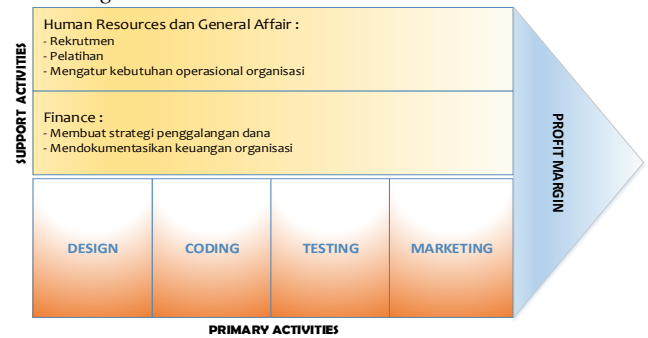 Human Resources dan General Affair :
- Rekrutmen
- Pelatihan
- Mengatur kebutuhan operasional organisasi
SUPPORT ACTIVITIES
Finance :
- Membuat strategi penggalangan dana
- Mendokumentasikan keuangan organisasi
PROFIT MARGIN
DESIGN
CODING
TESTING
MARKETING
PRIMARY ACTIVITIES